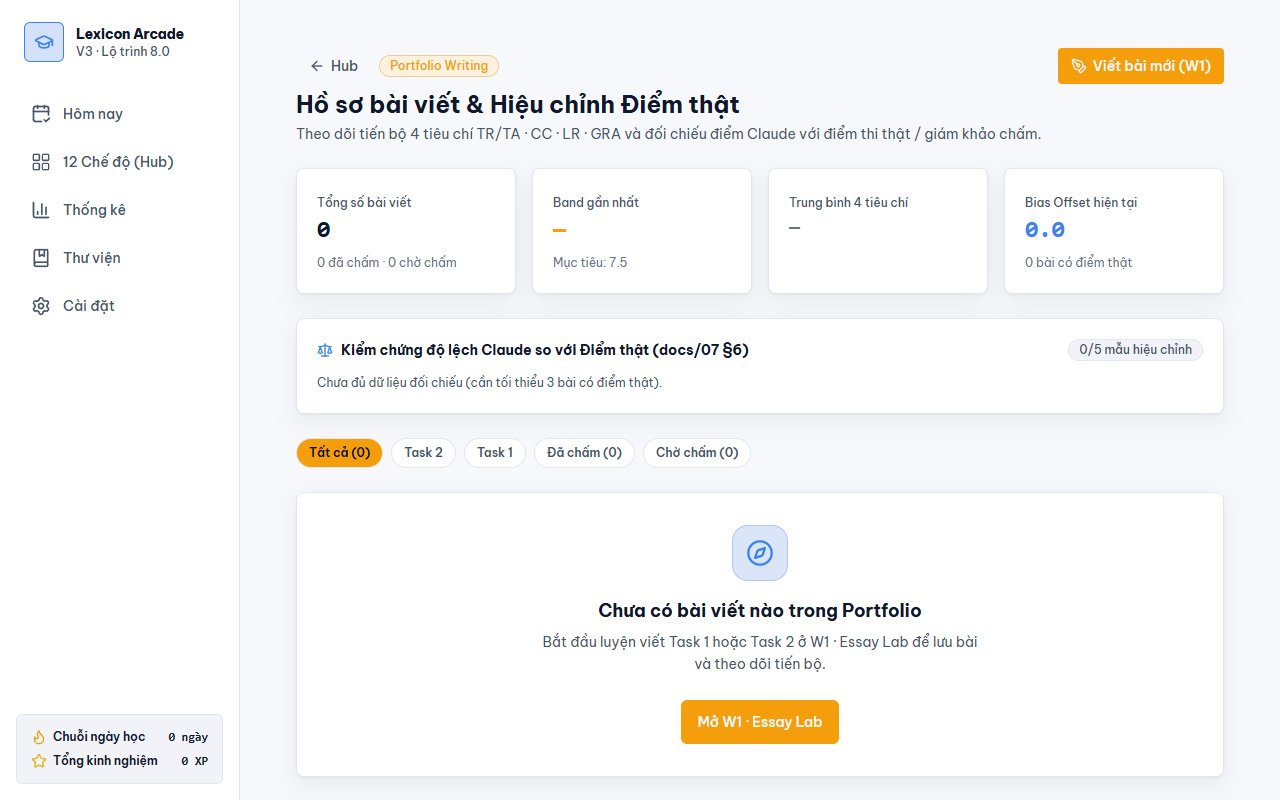 Lexicon Arcade
V3 · Lộ trình 8.0
Hôm nay
12 Chế độ (Hub)
Thống kê
Thư viện
Cài đặt
Chuỗi ngày học 0 ngày
Tổng kinh nghiệm 0 XP
Hub
Portfolio Writing
Viết bài mới (W1)
Hồ sơ bài viết & Hiệu chỉnh Điểm thật
Theo dõi tiến bộ 4 tiêu chí TR/TA · CC · LR · GRA và đối chiếu điểm Claude với điểm thi thật / giám khảo chấm.
Tổng số bài viết
0
0 đã chấm · 0 chờ chấm
Band gần nhất
—
Mục tiêu: 7.5
Trung bình 4 tiêu chí
—
Bias Offset hiện tại
0.0
0 bài có điểm thật
Kiểm chứng độ lệch Claude so với Điểm thật (docs/07 §6)
0/5 mẫu hiệu chỉnh
Chưa đủ dữ liệu đối chiếu (cần tối thiểu 3 bài có điểm thật).
Tất cả (0)
Task 2
Task 1
Đã chấm (0)
Chờ chấm (0)
Chưa có bài viết nào trong Portfolio
Bắt đầu luyện viết Task 1 hoặc Task 2 ở W1 · Essay Lab để lưu bài
và theo dõi tiến bộ.
Mở W1 · Essay Lab